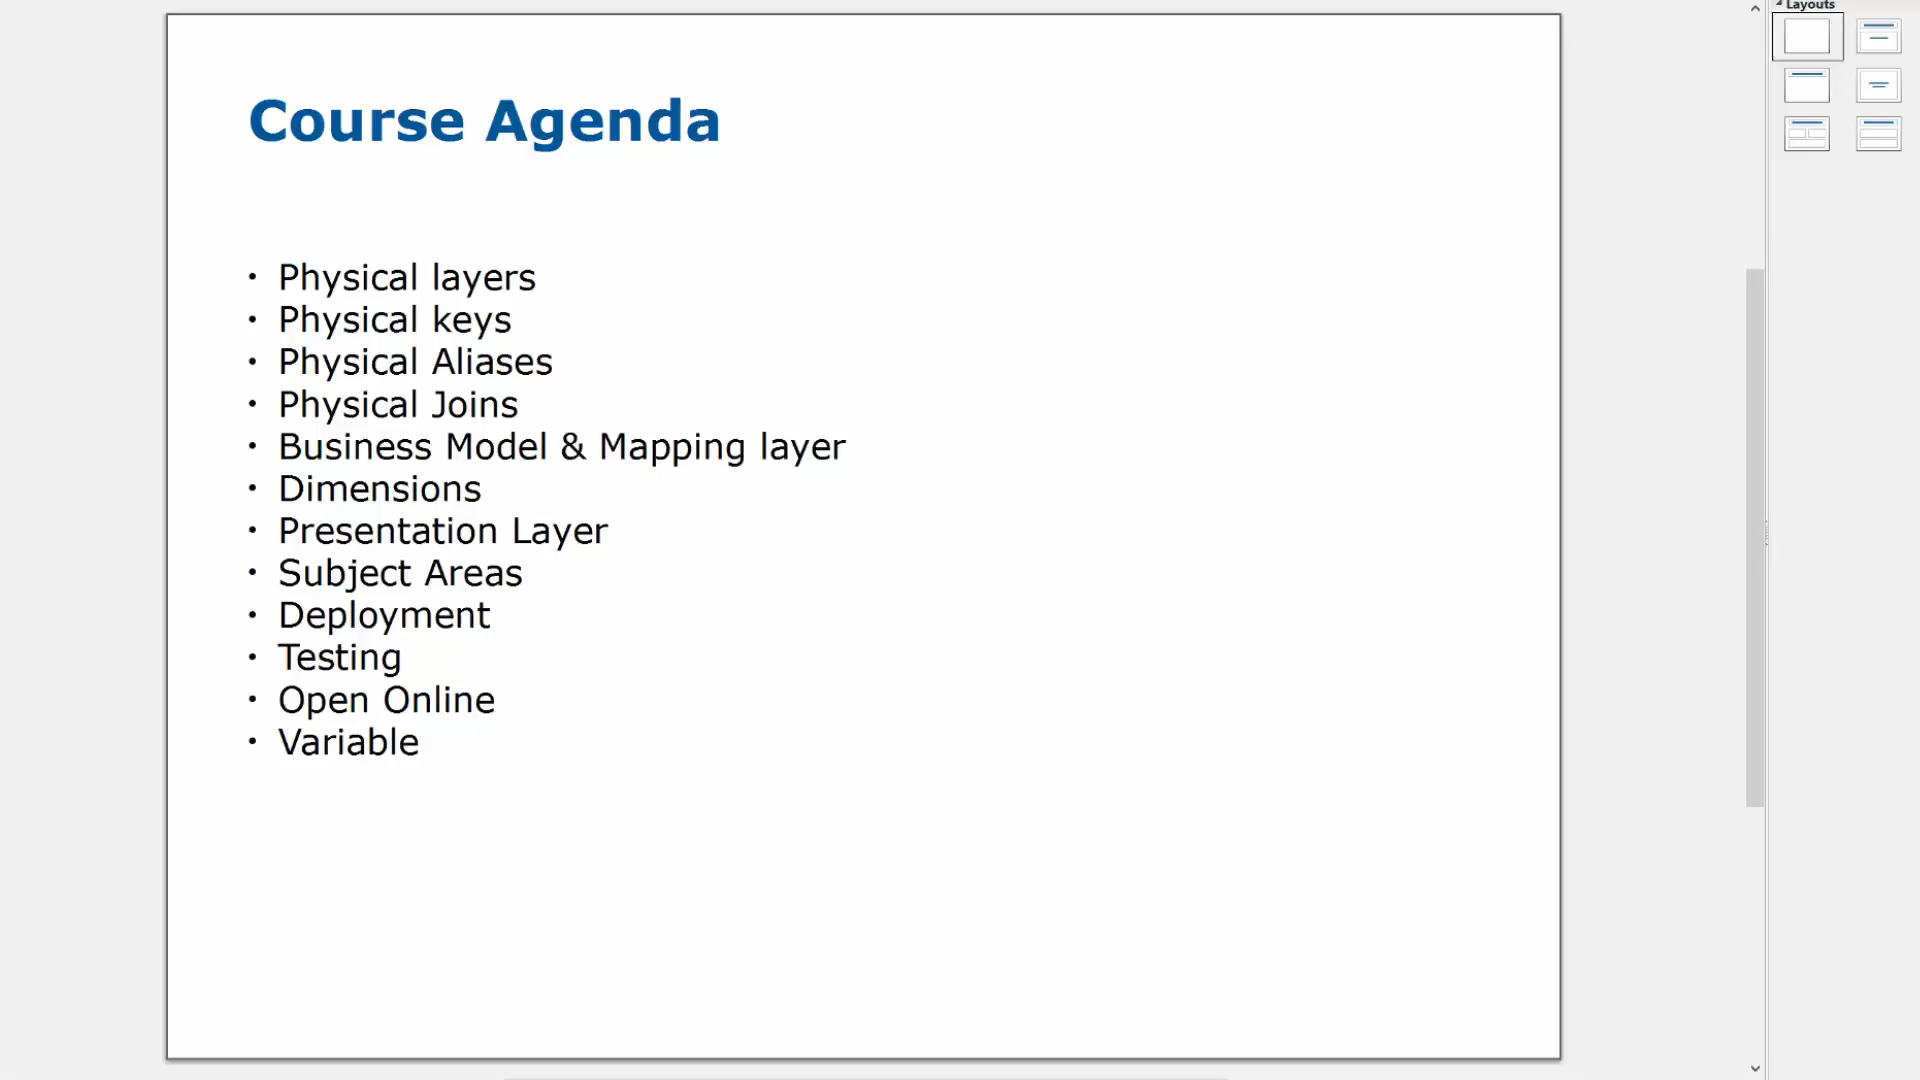 Layouts
Course Agenda
• Physical layers
• Physical keys
• Physical Aliases
• Physical Joins
• Business Model & Mapping layer
• Dimensions
• Presentation Layer
• Subject Areas
• Deployment
• Testing
• Open Online
• Variable